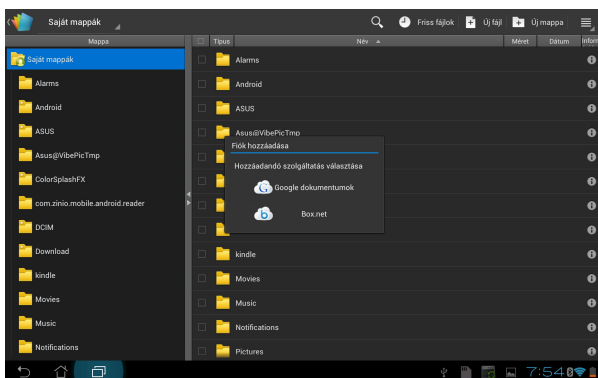 Saját mappák
Friss fájlok
Új fájl
Új mappa
Mappa
Típus
Név
Méret
Dátum
Inform
Saját mappák
Alarms
Android
ASUS
Asus@VibePicTmp
ColorSplashFX
com.zinio.mobile.android.reader
DCIM
Download
kindle
Movies
Music
Notifications
Alarms
Android
ASUS
Asus@VibePicTmp
Fiók hozzáadása
Hozzáadandó szolgáltatás választása
Google dokumentumok
Box.net
kindle
Movies
Music
Notifications
Pictures
7:54